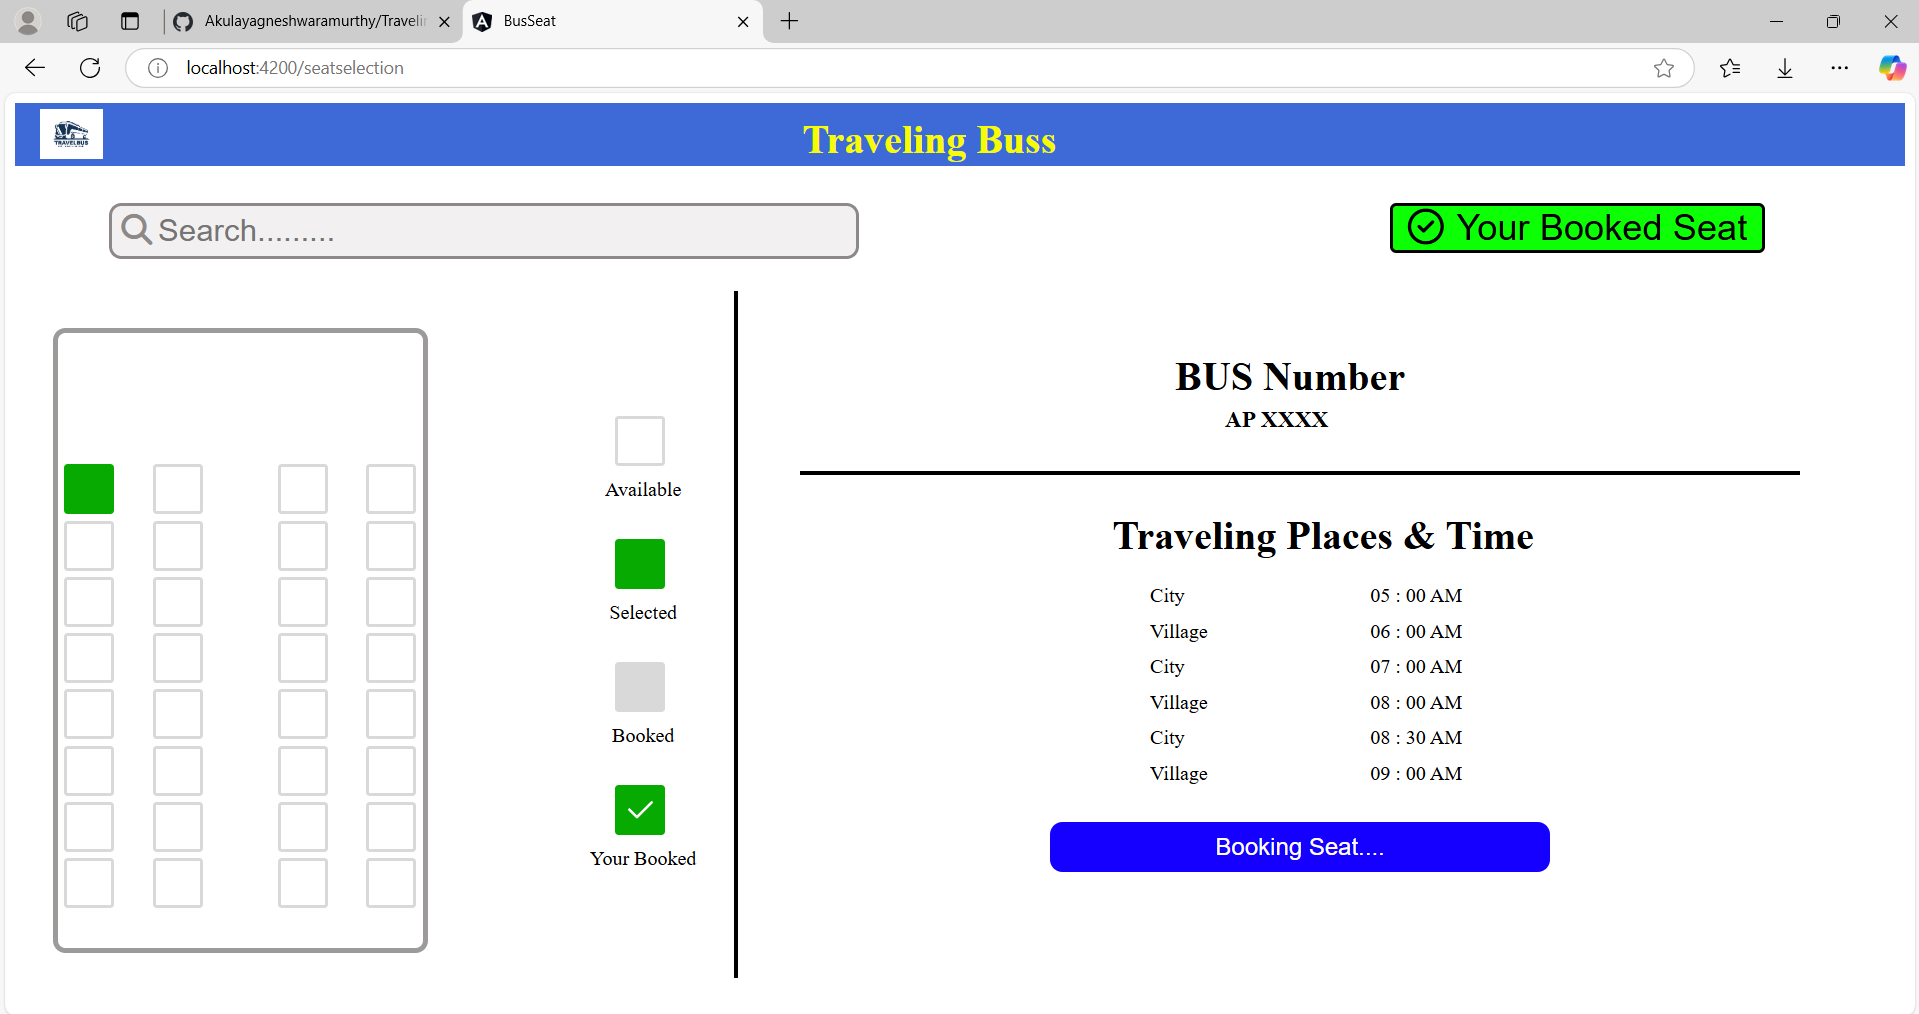 Akulayagneshwaramurthy/Travelin
BusSeat
localhost:4200/seatselection
TRAVELBUS
Traveling Buss
Search.........
Your Booked Seat
BUS Number
AP XXXX
Available
Selected
Booked
Your Booked
Traveling Places & Time
City 05 : 00 AM
Village 06 : 00 AM
City 07 : 00 AM
Village 08 : 00 AM
City 08 : 30 AM
Village 09 : 00 AM
Booking Seat....